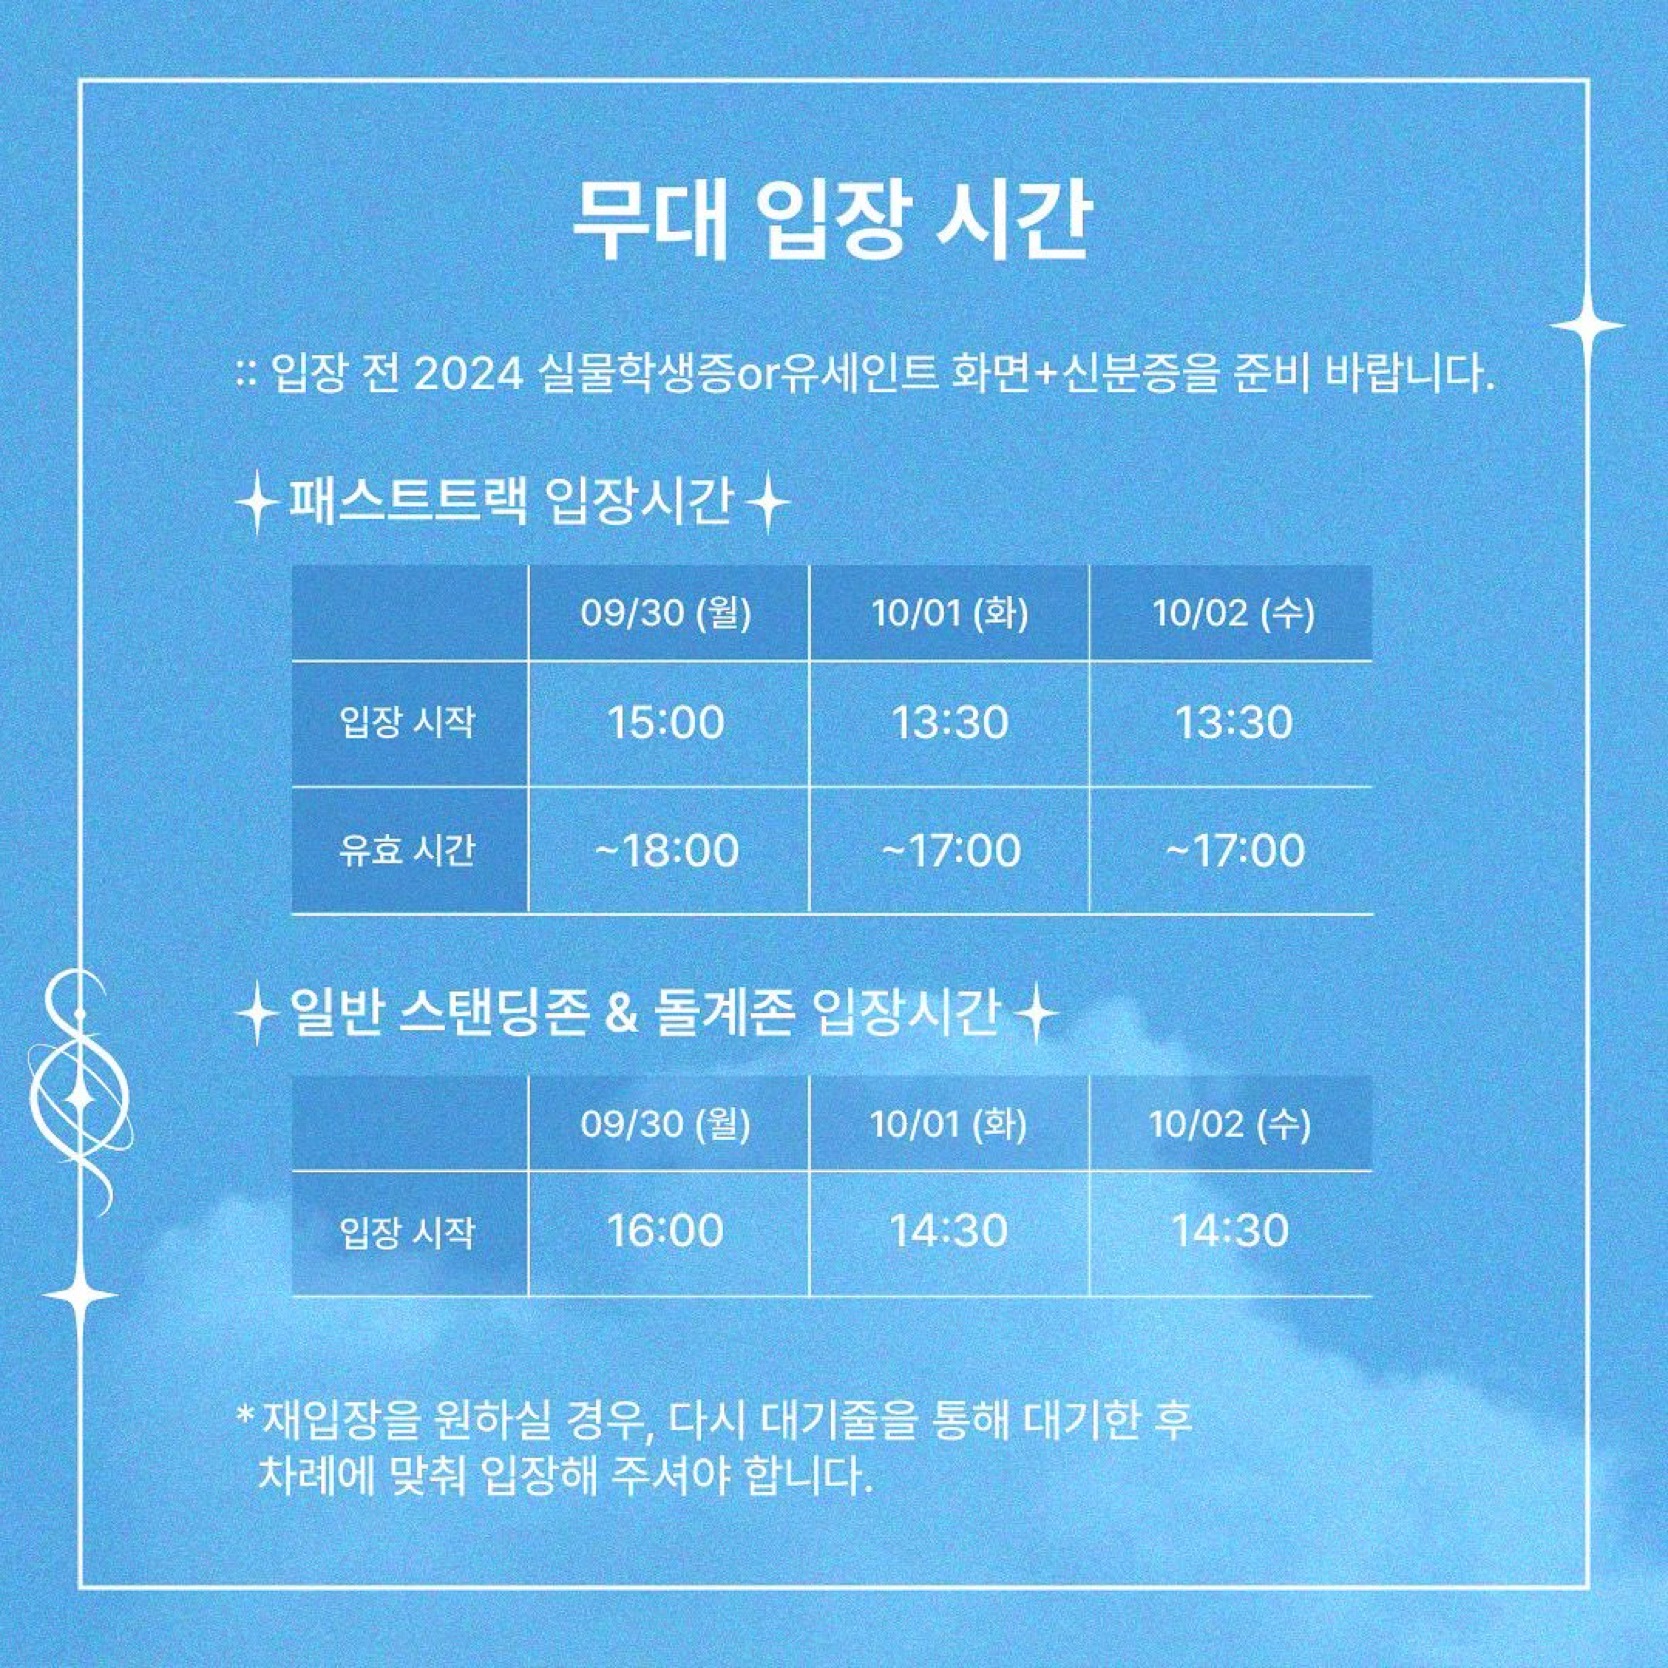 무대 입장 시간
:: 입장 전 2024 실물학생증or유세인트 화면+신분증을 준비 바랍니다.
패스트트랙 입장시간
09/30 (월) 10/01 (화) 10/02 (수)
입장 시작 15:00 13:30 13:30
유효 시간 ~18:00 ~17:00 ~17:00
일반 스탠딩존 & 돌계존 입장시간
09/30 (월) 10/01 (화) 10/02 (수)
입장 시작 16:00 14:30 14:30
*재입장을 원하실 경우, 다시 대기줄을 통해 대기한 후
차례에 맞춰 입장해 주셔야 합니다.